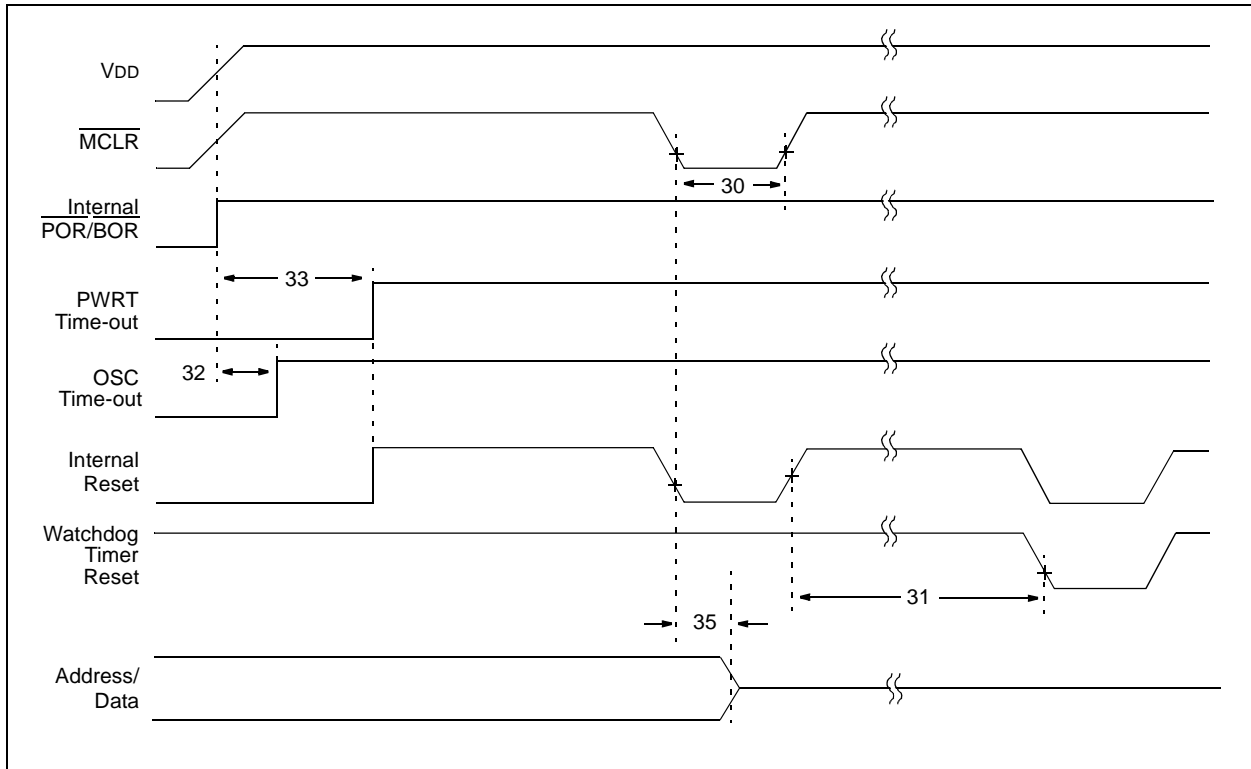 VDD
MCLR
30
Internal
POR/BOR
33
PWRT
Time-out
32
OSC
Time-out
Internal
Reset
Watchdog
Timer
Reset
31
35
Address/
Data